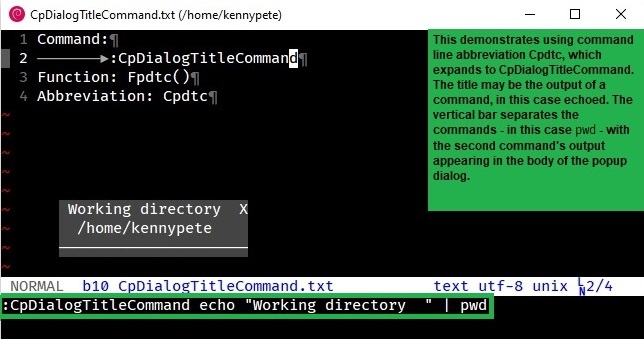 CpDialogTitleCommand.txt (/home/kennypete)
1 Command:¶
2 ────────►:CpDialogTitleCommand¶
3 Function: Fpdtc()¶
4 Abbreviation: Cpdtc¶
~
~
~
~
~
~
~
~
This demonstrates using command
line abbreviation Cpdtc, which
expands to CpDialogTitleCommand.
The title may be the output of a
command, in this case echoed. The
vertical bar separates the
commands - in this case pwd - with
the second command's output
appearing in the body of the popup
dialog.
Working directory  X
/home/kennypete
NORMAL  b10 CpDialogTitleCommand.txt  text utf-8 unix LN2/4
:CpDialogTitleCommand echo "Working directory  " | pwd